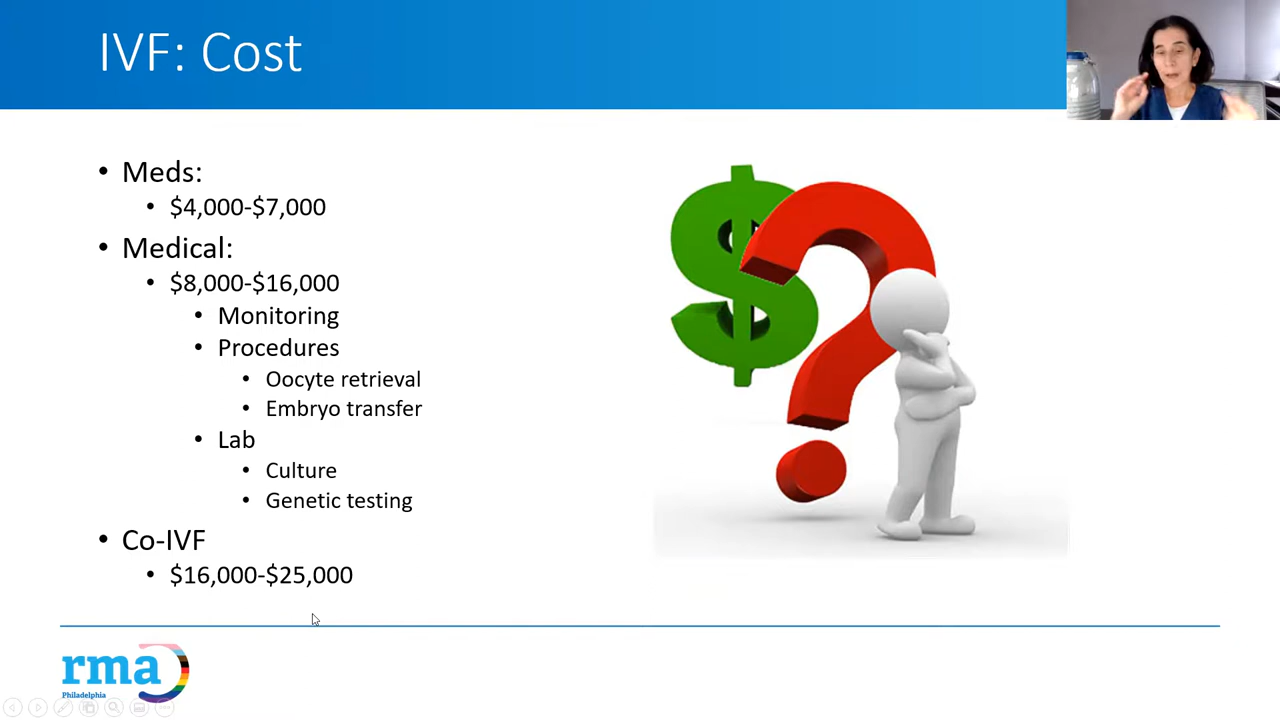 IVF: Cost
• Meds:
• $4,000-$7,000
• Medical:
• $8,000-$16,000
• Monitoring
• Procedures
• Oocyte retrieval
• Embryo transfer
• Lab
• Culture
• Genetic testing
• Co-IVF
• $16,000-$25,000
rma
Philadelphia